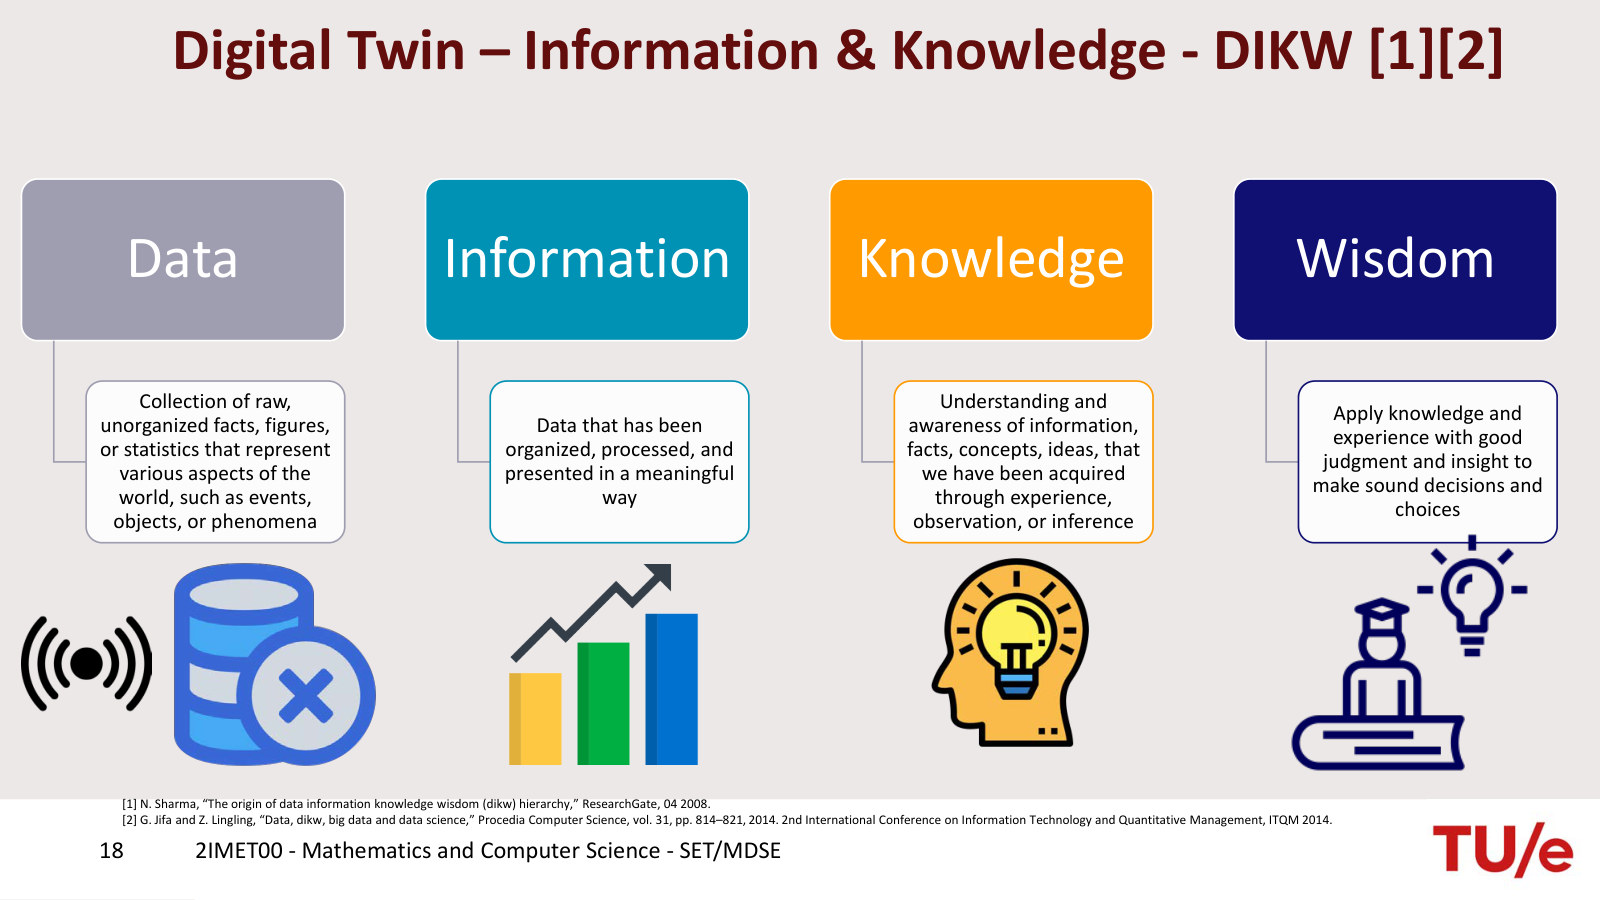 Digital Twin – Information & Knowledge - DIKW [1][2]
Data
Information
Knowledge
Wisdom
Collection of raw,
unorganized facts, figures,
or statistics that represent
various aspects of the
world, such as events,
objects, or phenomena
Data that has been
organized, processed, and
presented in a meaningful
way
Understanding and
awareness of information,
facts, concepts, ideas, that
we have been acquired
through experience,
observation, or inference
Apply knowledge and
experience with good
judgment and insight to
make sound decisions and
choices
[1] N. Sharma, “The origin of data information knowledge wisdom (dikw) hierarchy,” ResearchGate, 04 2008.
[2] G. Jifa and Z. Lingling, “Data, dikw, big data and data science,” Procedia Computer Science, vol. 31, pp. 814–821, 2014. 2nd International Conference on Information Technology and Quantitative Management, ITQM 2014.
18 2IMET00 - Mathematics and Computer Science - SET/MDSE
TU/e